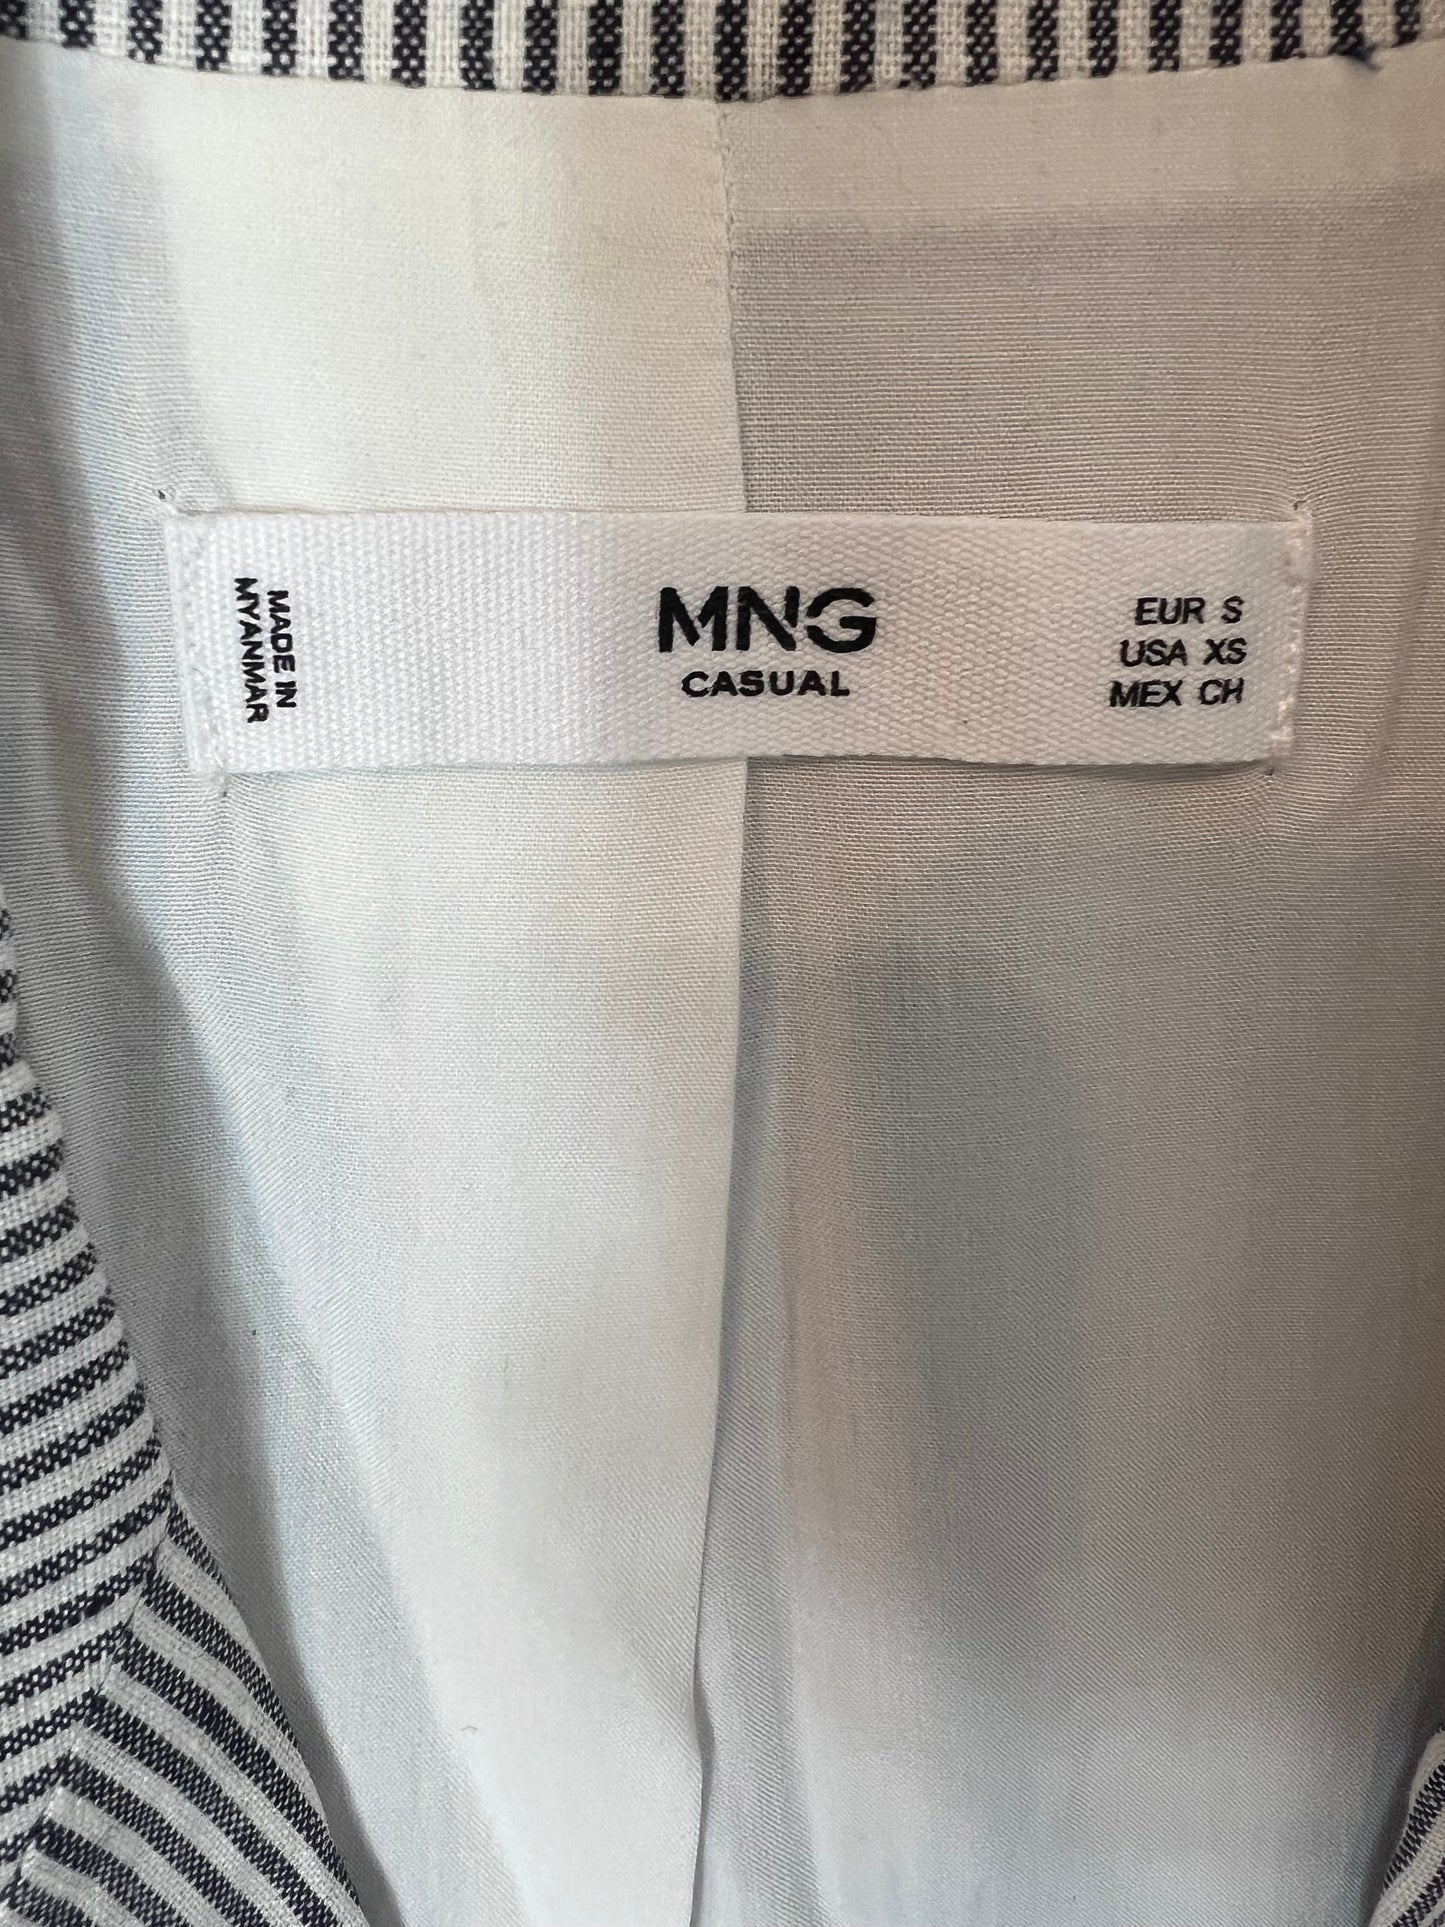 MADE IN
MYANMAR
MNG
CASUAL
EUR S
USA XS
MEX CH